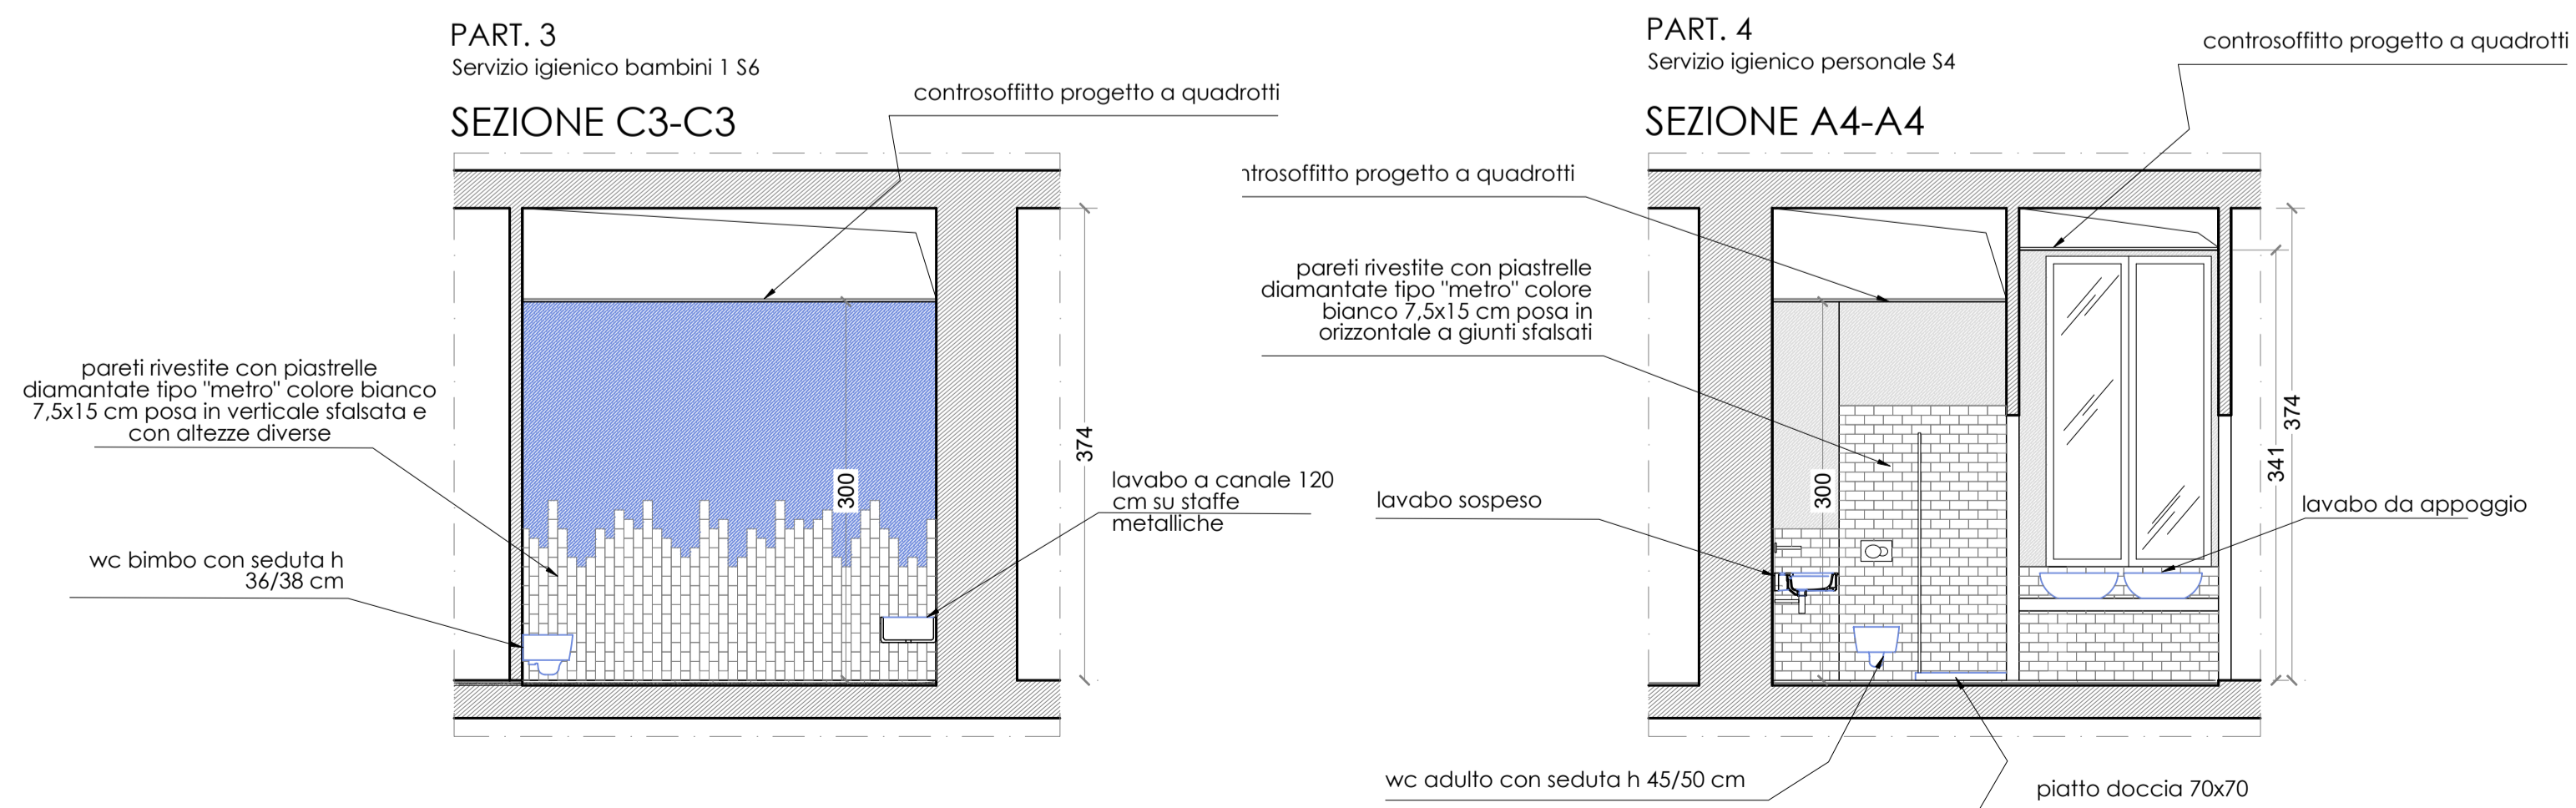 PART. 3
Servizio igienico bambini 1 S6
SEZIONE C3-C3
controsoffitto progetto a quadrotti
pareti rivestite con piastrelle
diamantate tipo "metro" colore bianco
7,5x15 cm posa in verticale sfalsata e
con altezze diverse
wc bimbo con seduta h
36/38 cm
300
374
lavabo a canale 120
cm su staffe
metalliche
PART. 4
Servizio igienico personale S4
SEZIONE A4-A4
controsoffitto progetto a quadrotti
ntrosoffitto progetto a quadrotti
pareti rivestite con piastrelle
diamantate tipo "metro" colore
bianco 7,5x15 cm posa in
orizzontale a giunti sfalsati
lavabo sospeso
300
341
374
lavabo da appoggio
wc adulto con seduta h 45/50 cm
piatto doccia 70x70